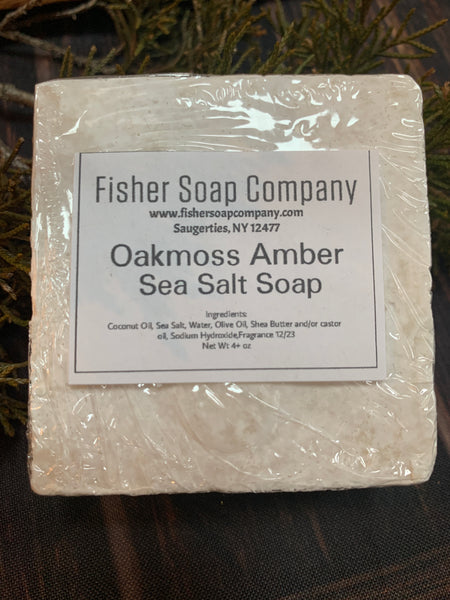 Fisher Soap Company
www.fishersoapcompany.com
Saugerties, NY 12477
Oakmoss Amber
Sea Salt Soap
Ingredients:
Coconut Oil, Sea Salt, Water, Olive Oil, Shea Butter and/or castor
oil, Sodium Hydroxide,Fragrance 12/23
Net Wt 4+ oz